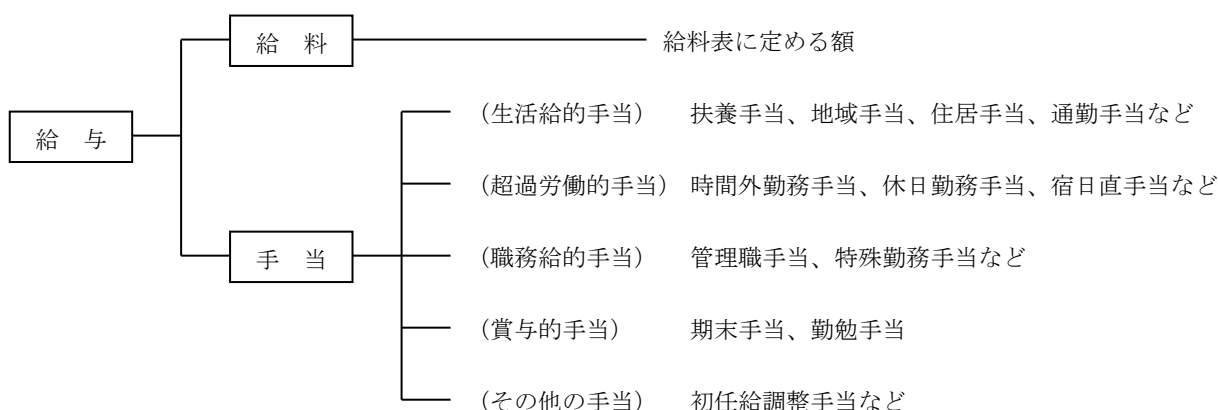 給　料　給料表に定める額
（生活給的手当）　扶養手当、地域手当、住居手当、通勤手当など
給　与
（超過労働的手当）　時間外勤務手当、休日勤務手当、宿日直手当など
手　当　（職務給的手当）　管理職手当、特殊勤務手当など
（賞与的手当）　期末手当、勤勉手当
（その他の手当）　初任給調整手当など